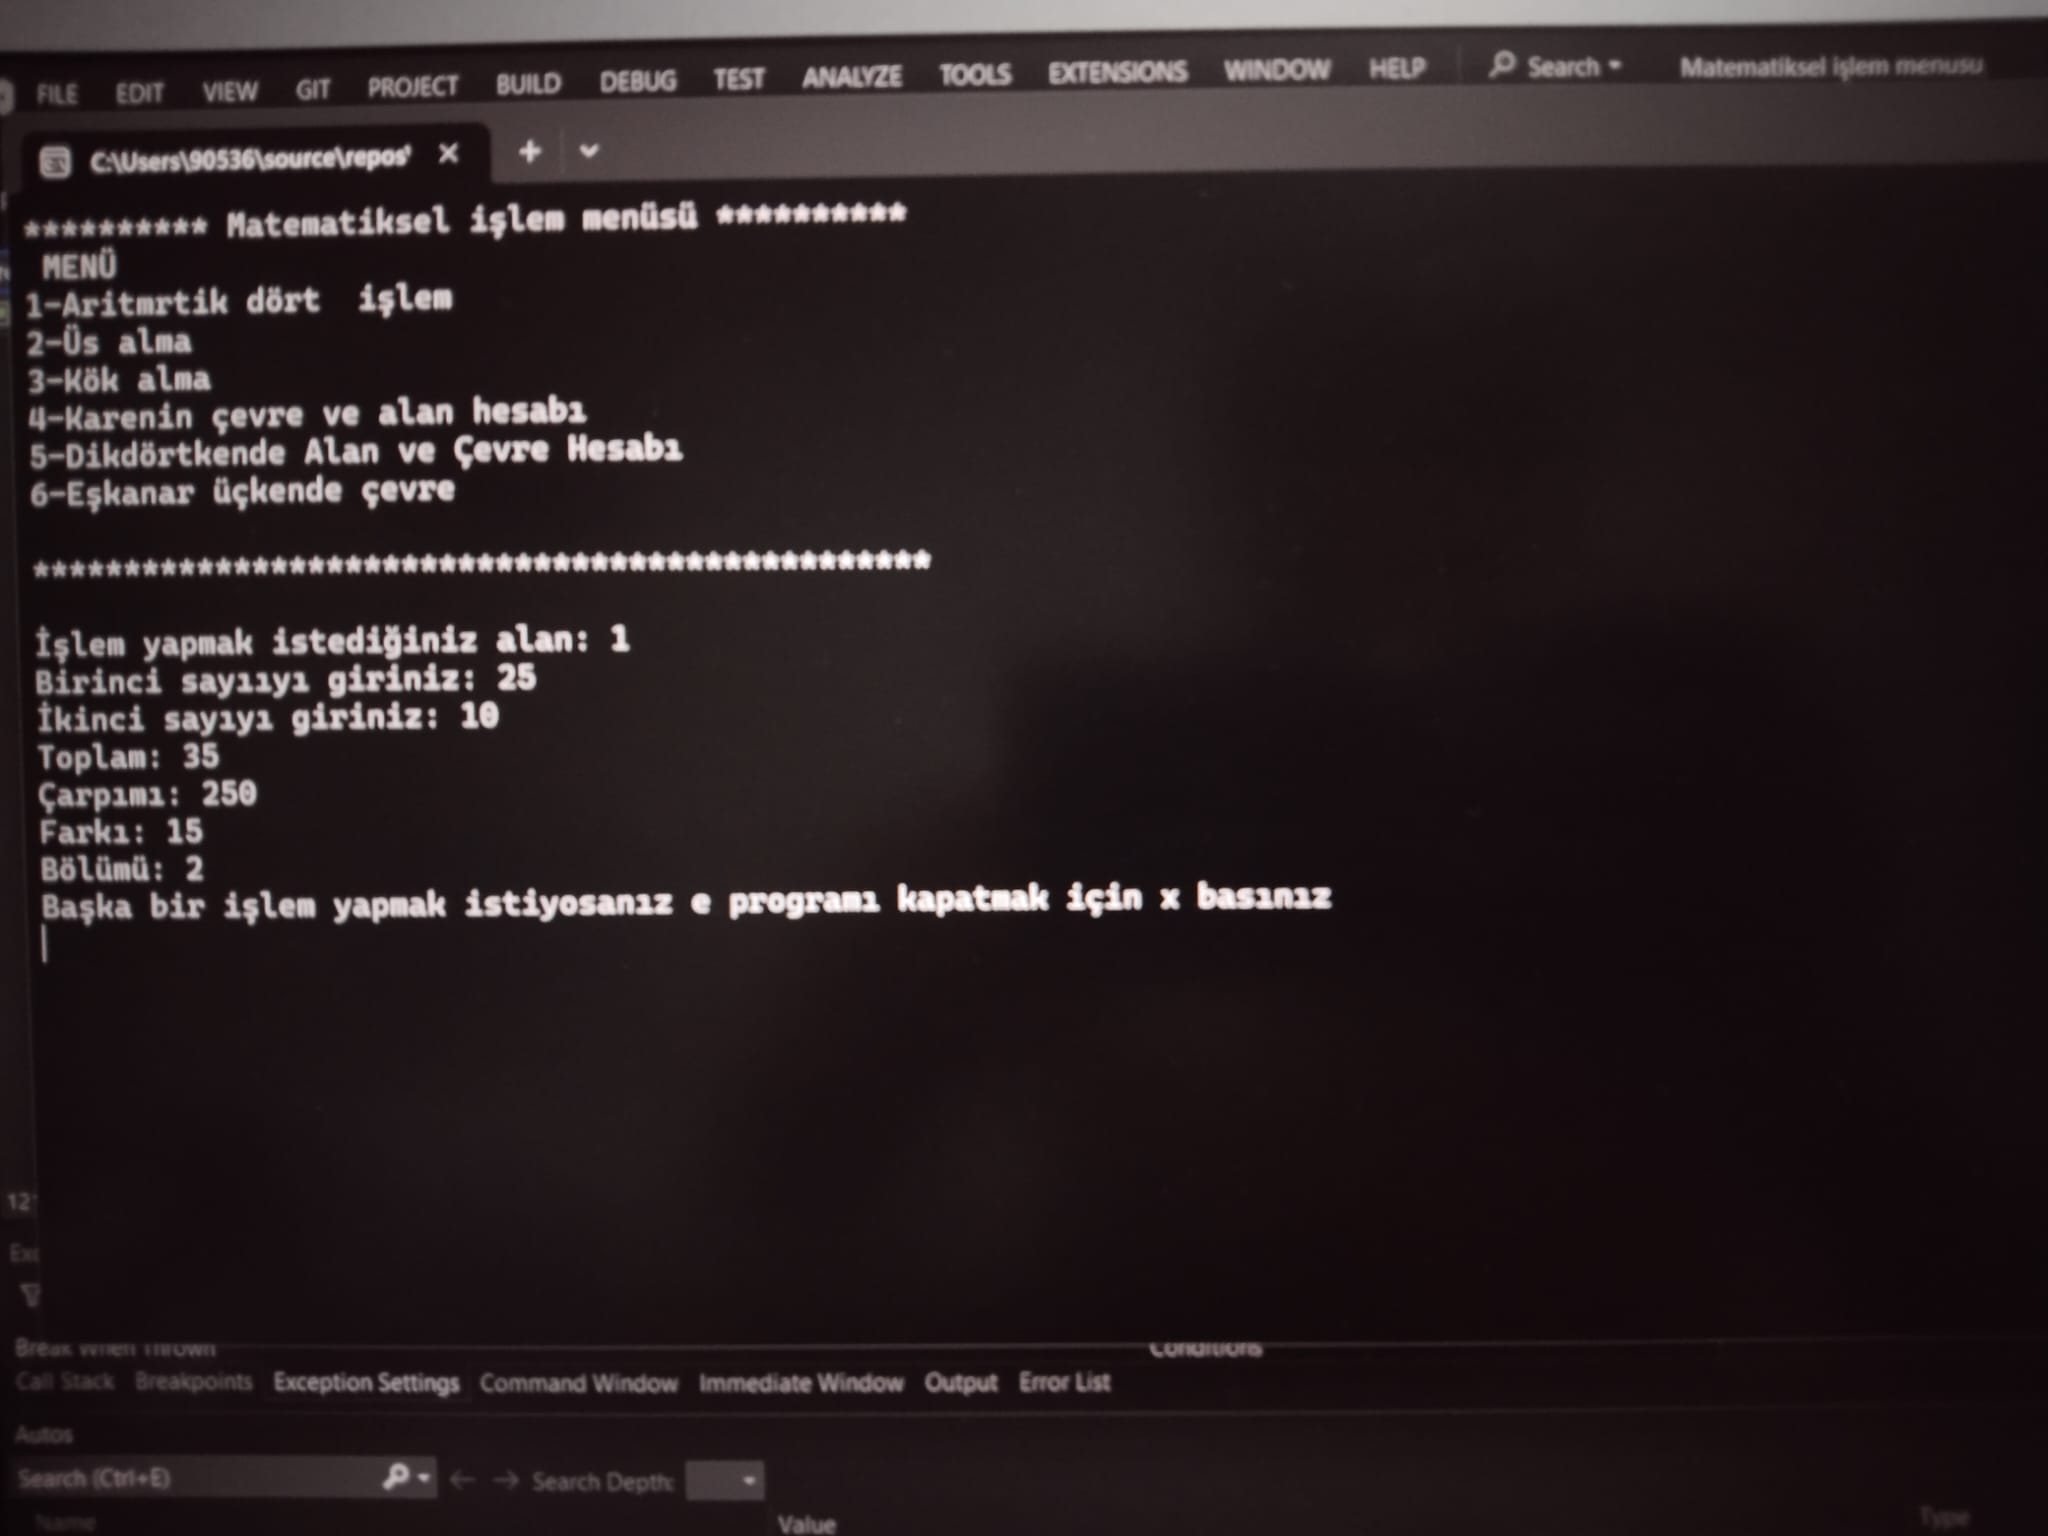 FILE EDIT VIEW GIT PROJECT BUILD DEBUG TEST ANALYZE TOOLS EXTENSIONS WINDOW HELP Search Matematiksel işlem menusu
C:\Users\90536\source\repos\
********** Matematiksel işlem menüsü **********
MENÜ
1-Aritmrtik dört  işlem
2-Üs alma
3-Kök alma
4-Karenin çevre ve alan hesabı
5-Dikdörtkende Alan ve Çevre Hesabı
6-Eşkanar üçkende çevre
*************************************************
İşlem yapmak istediğiniz alan: 1
Birinci sayııyı giriniz: 25
İkinci sayıyı giriniz: 10
Toplam: 35
Çarpımı: 250
Farkı: 15
Bölümü: 2
Başka bir işlem yapmak istiyosanız e programı kapatmak için x basınız
Break When Thrown Conditions
Call Stack Breakpoints Exception Settings Command Window Immediate Window Output Error List
Autos
Search (Ctrl+E) Search Depth:
Name Value Type